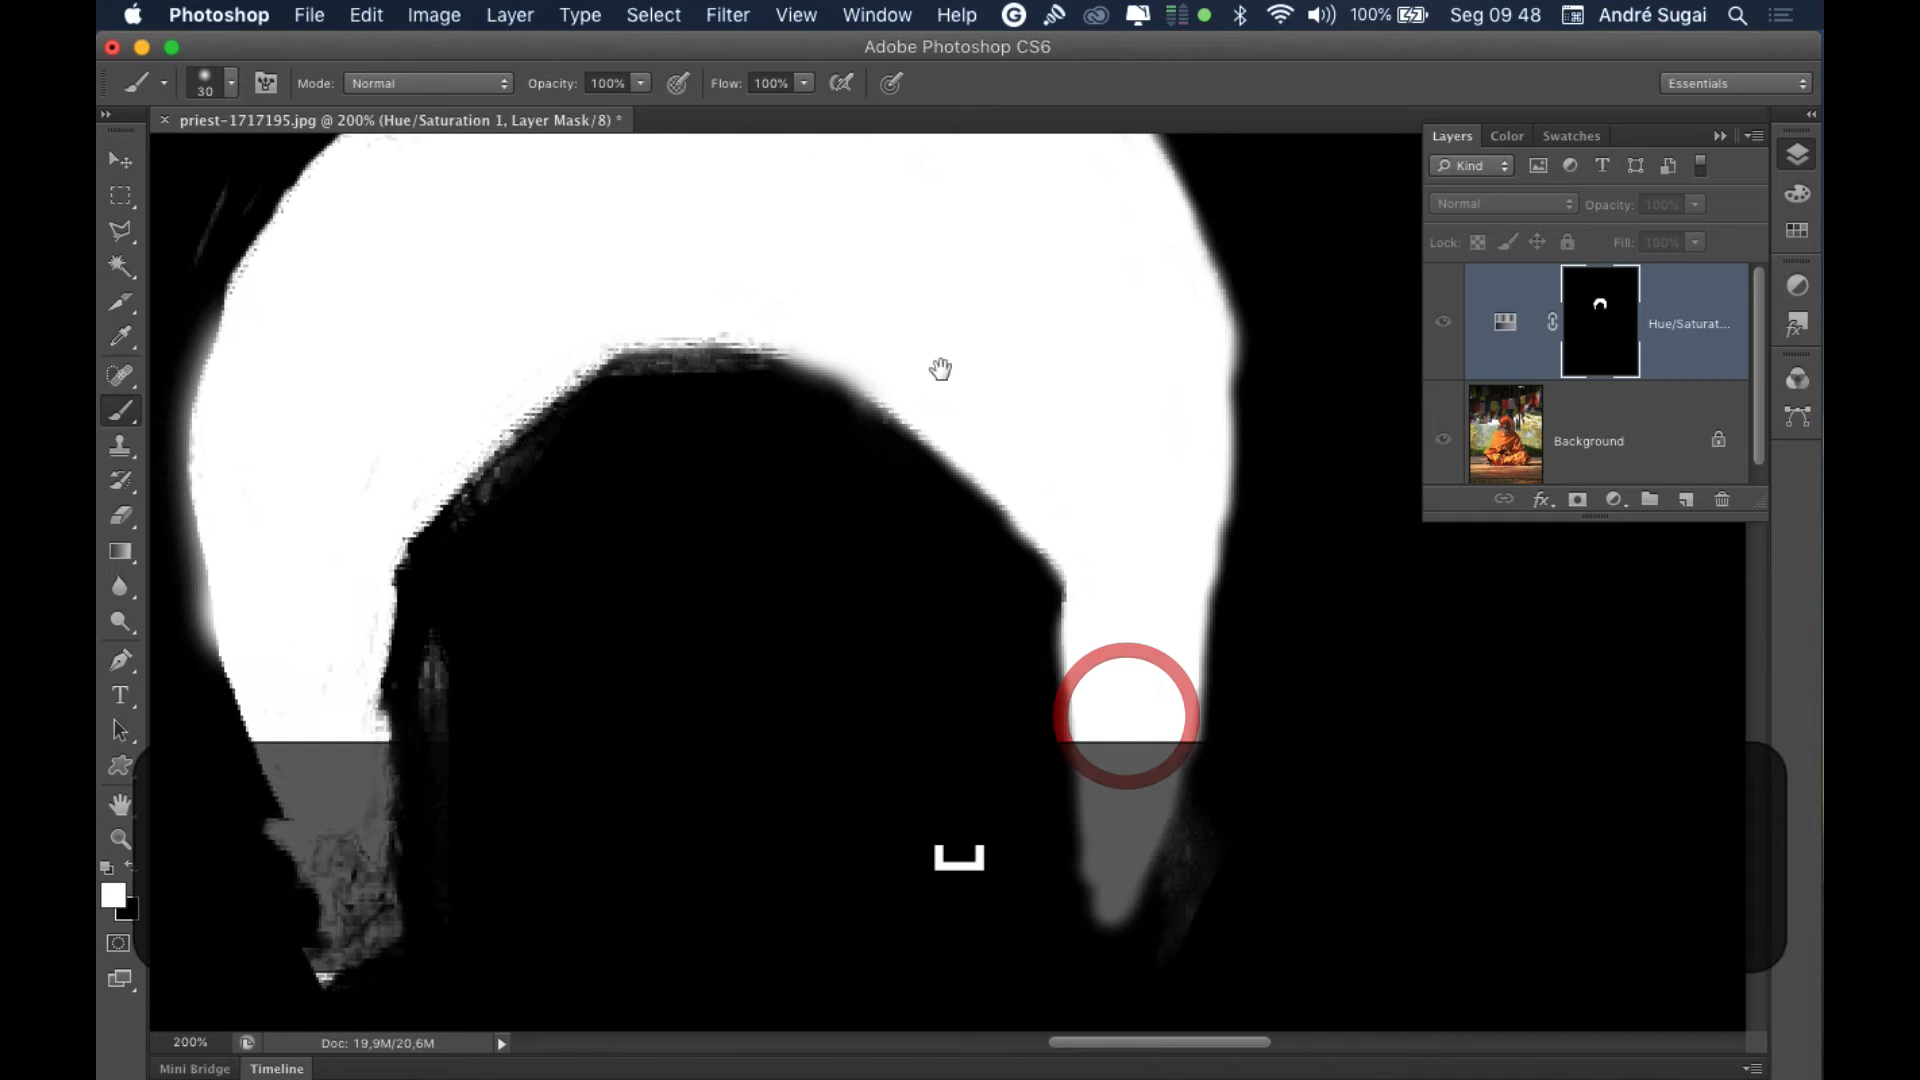 Photoshop File Edit Image Layer Type Select Filter View Window Help 100% Seg 09 48 André Sugai
Adobe Photoshop CS6
30 Mode: Normal Opacity: 100% Flow: 100% Essentials
priest-1717195.jpg @ 200% (Hue/Saturation 1, Layer Mask/8) *
Layers Color Swatches
Kind
Normal Opacity: 100%
Lock: Fill: 100%
Hue/Saturat...
Background
200% Doc: 19,9M/20,6M
Mini Bridge Timeline